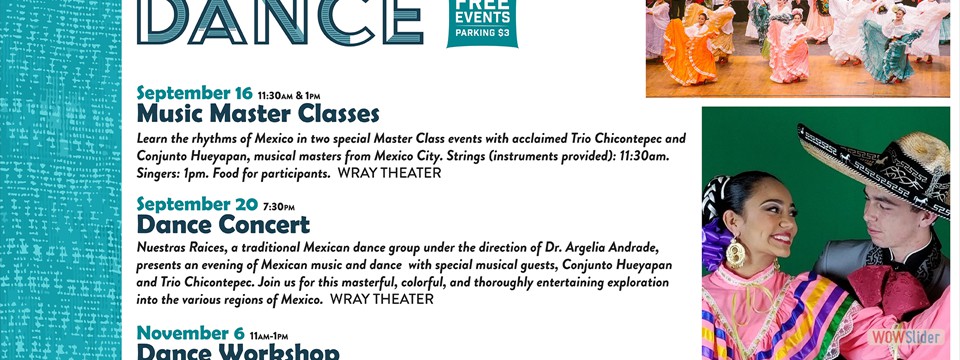 DANCE
FREE
EVENTS
PARKING $3
September 16 11:30AM & 1PM
Music Master Classes
Learn the rhythms of Mexico in two special Master Class events with acclaimed Trio Chicontepec and
Conjunto Hueyapan, musical masters from Mexico City. Strings (instruments provided): 11:30am.
Singers: 1pm. Food for participants. WRAY THEATER
September 20 7:30PM
Dance Concert
Nuestras Raices, a traditional Mexican dance group under the direction of Dr. Argelia Andrade,
presents an evening of Mexican music and dance with special musical guests, Conjunto Hueyapan
and Trio Chicontepec. Join us for this masterful, colorful, and thoroughly entertaining exploration
into the various regions of Mexico. WRAY THEATER
November 6 11AM-1PM
Dance Workshop
WOWSlider